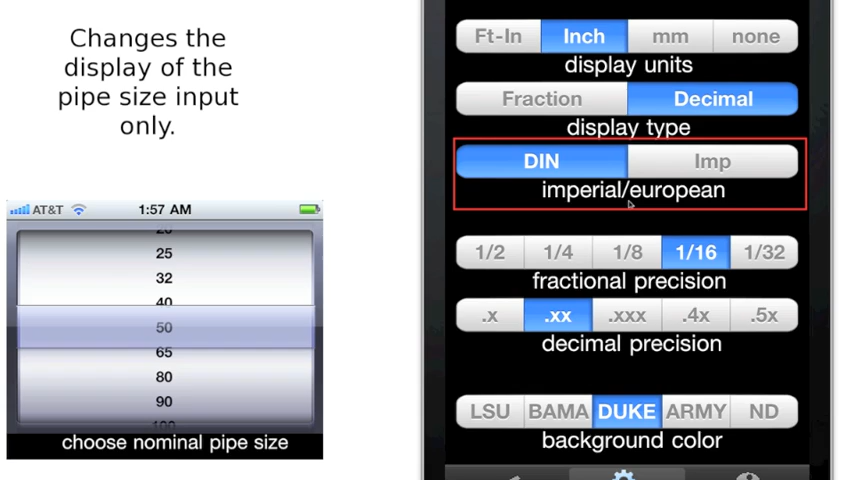 Changes the
display of the
pipe size input
only.
AT&T 1:57 AM
25
32
40
50
65
80
90
100
choose nominal pipe size
Ft-In Inch mm none
display units
Fraction Decimal
display type
DIN Imp
imperial/european
1/2 1/4 1/8 1/16 1/32
fractional precision
.x .xx .xxx .4x .5x
decimal precision
LSU BAMA DUKE ARMY ND
background color